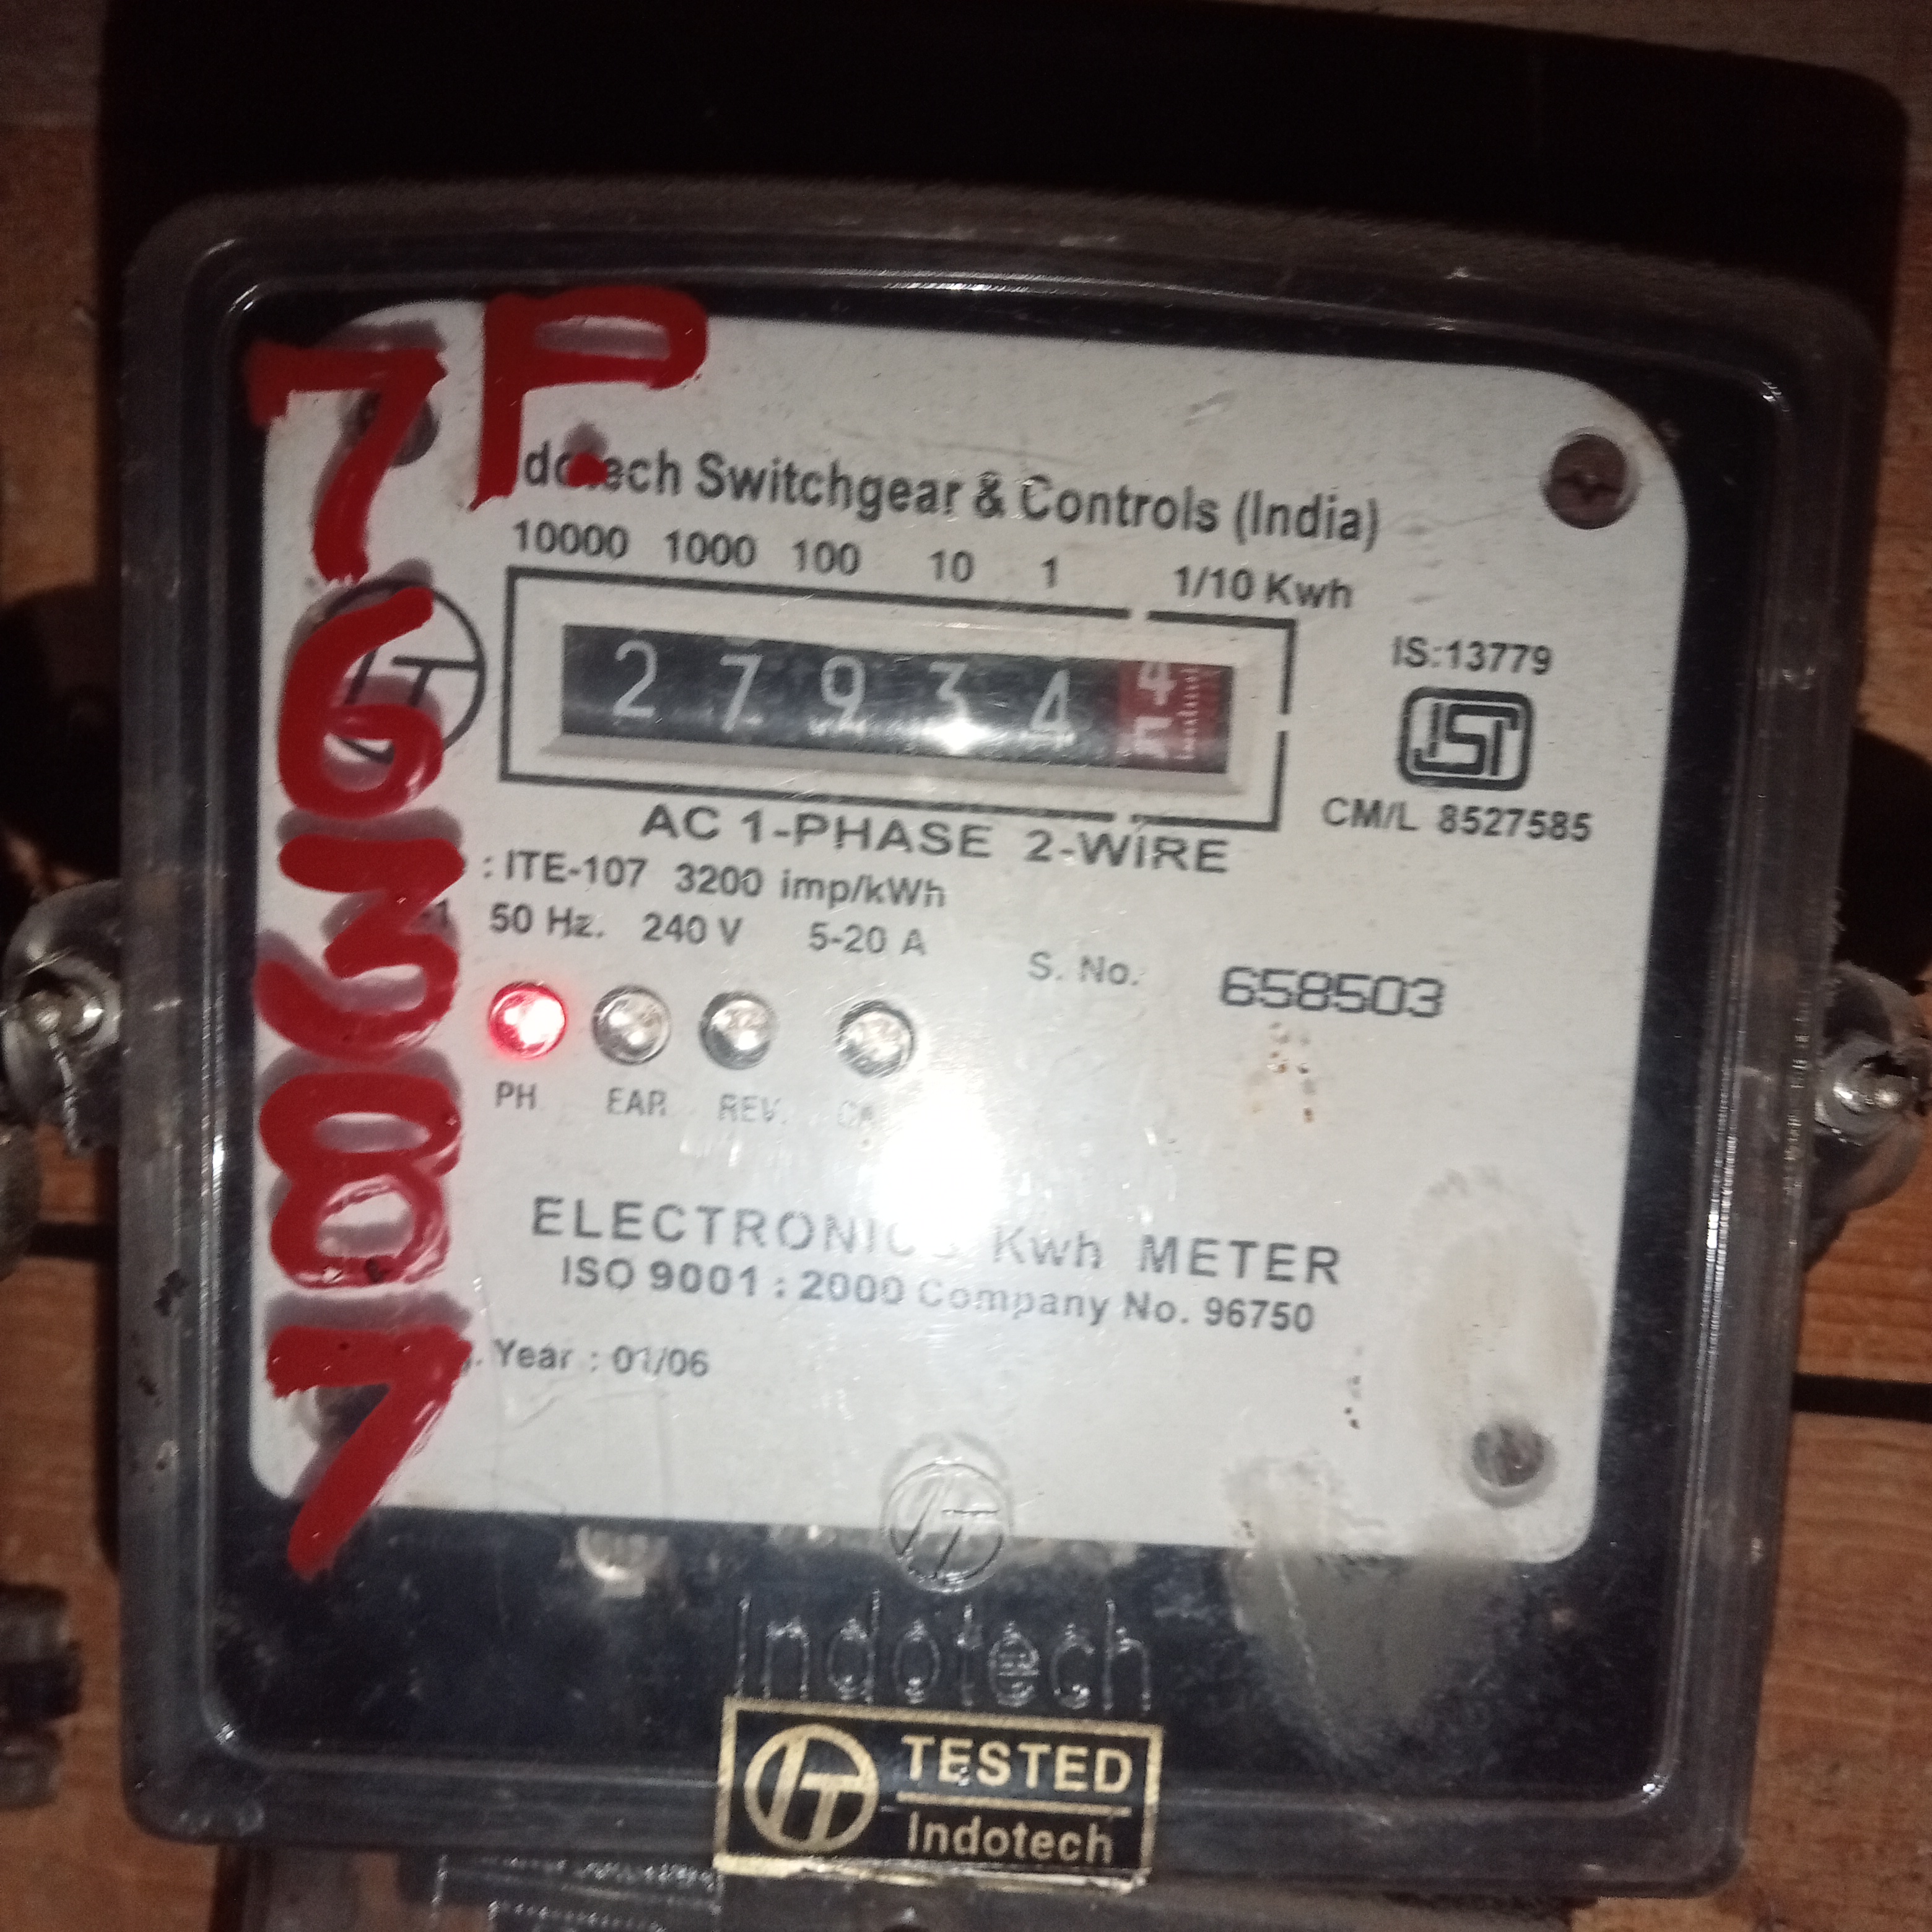 7P.
6
3
8
7
dotech Switchgear & Controls (India)
10000 1000 100 10 1 1/10 Kwh
2 7 9 3 4
IS:13779
ISI
CM/L 8527585
AC 1-PHASE 2-WIRE
: ITE-107 3200 imp/kWh
50 Hz. 240 V 5-20 A
S. No. 658503
PH EAR REV.
ELECTRONIC Kwh METER
ISO 9001 : 2000 Company No. 96750
. Year : 01/06
IT
Indotech
IT TESTED
Indotech